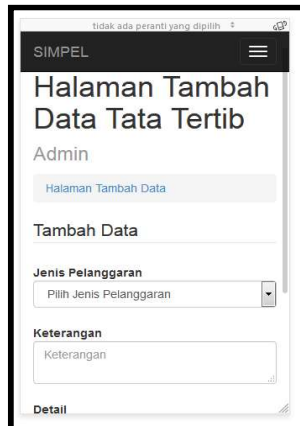 tidak ada peranti yang dipilih
SIMPEL
Halaman Tambah
Data Tata Tertib
Admin
Halaman Tambah Data
Tambah Data
Jenis Pelanggaran
Pilih Jenis Pelanggaran
Keterangan
Keterangan
Detail